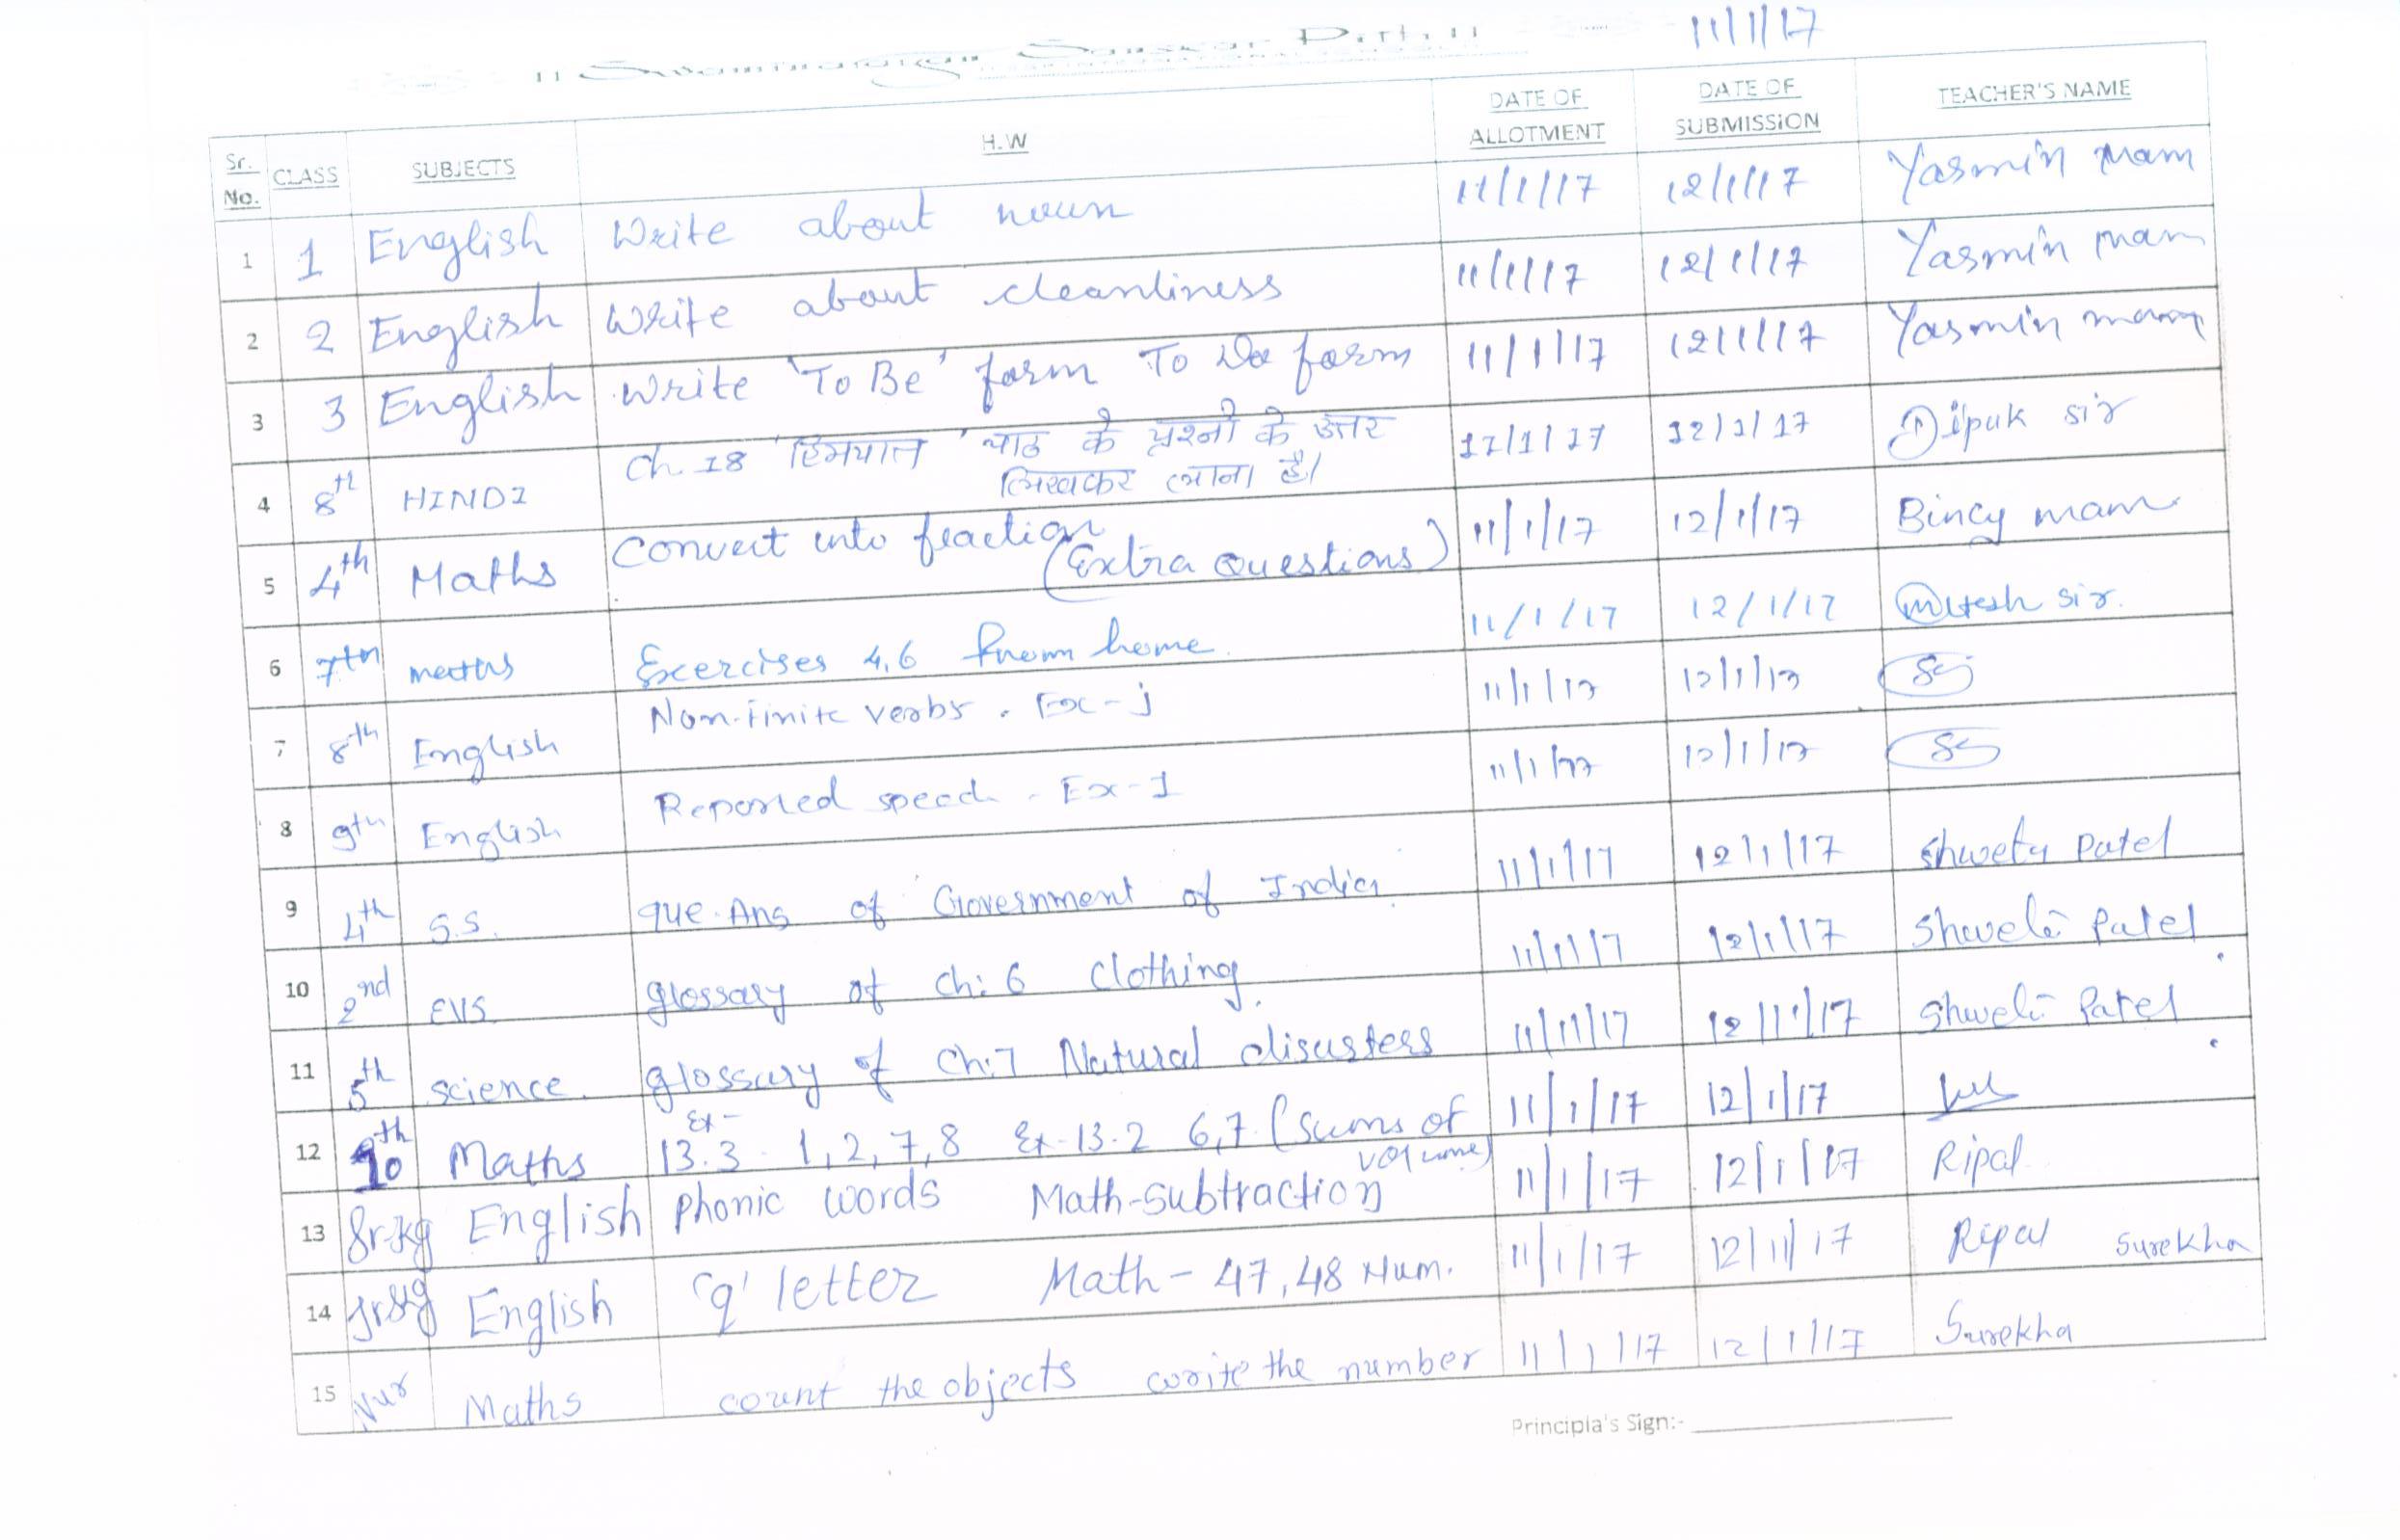 11/1/17
Sr. No. CLASS SUBJECTS H.W DATE OF ALLOTMENT DATE OF SUBMISSION TEACHER'S NAME
1 1 English Write about noun 11/1/17 12/1/17 Yasmin mam
2 2 English Write about cleanliness 11/1/17 12/1/17 Yasmin mam
3 3 English Write 'To Be' form To Do form 11/1/17 12/1/17 Yasmin mam
4 8th HINDI Ch. 18 'हिमपात' पाठ के प्रश्नों के उत्तर 11/1/17 12/1/17 Dipak sir
लिखकर लाना है।
5 4th Maths Convert into fraction 11/1/17 12/1/17 Bincy mam
(Extra Questions)
6 7th maths Exercises 4,6 from home. 11/1/17 12/1/17 sir.
7 8th English Non-finite verbs. Ex-j 11/1/17 12/1/17
8 9th English Reported speech - Ex-1 11/1/17 12/1/17
9 4th S.S. que. Ans of Government of India 11/1/17 12/1/17 Shweta Patel
10 2nd EVS glossary of ch: 6 Clothing. 11/1/17 12/1/17 Shweta Patel
11 5th science. glossary of Ch:7 Natural disasters 11/1/17 12/1/17 Shweta Patel
12 9th Maths Ex- 13.3 1,2,7,8 Ex-13.2 6,7 (Sums of 11/1/17 12/1/17
volume)
13 Sr.kg English Phonic words Math-subtraction 11/1/17 12/1/17 Ripal
14 Jr.kg English 'q' letter Math - 47,48 Num. 11/1/17 12/1/17 Ripal Surekha
15 Nur Maths count the objects write the number 11/1/17 12/1/17 Surekha
Principla's Sign:-